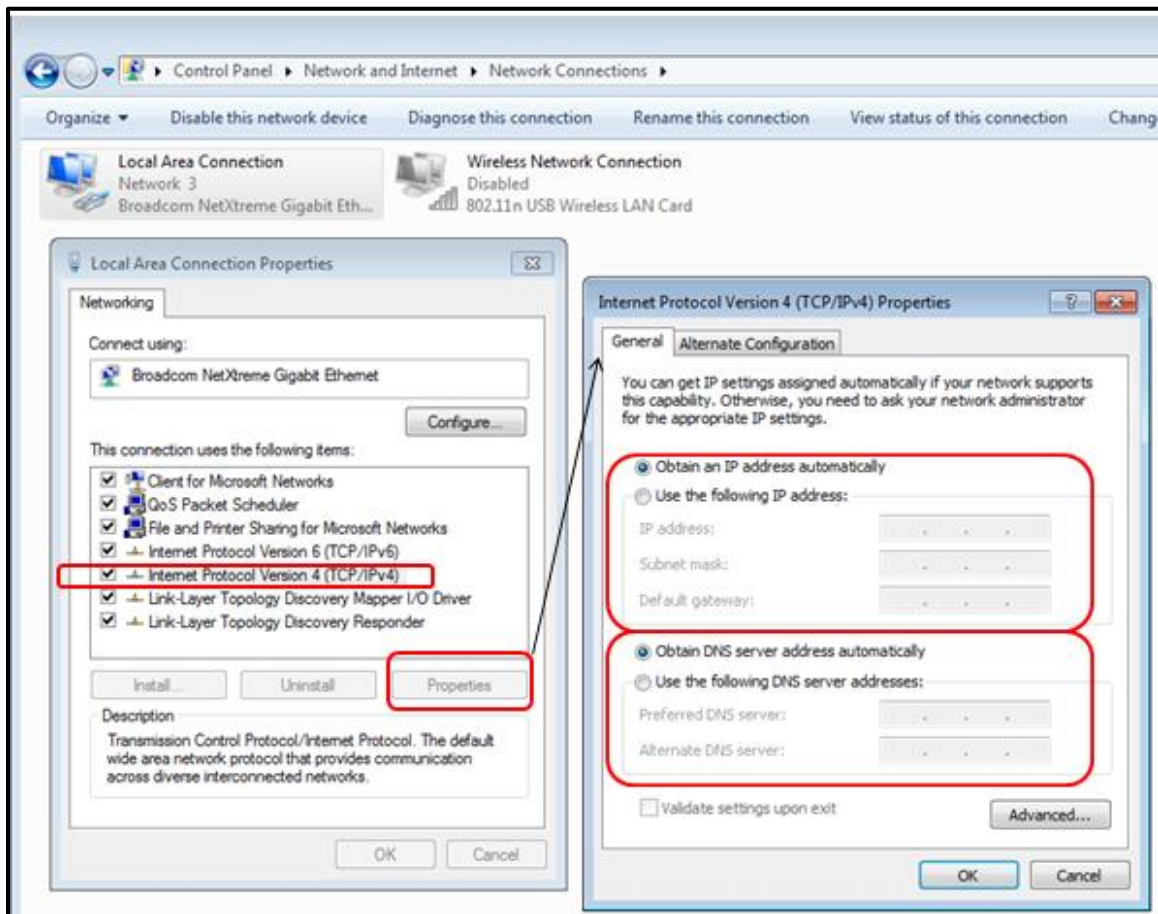 Control Panel Network and Internet Network Connections
Organize Disable this network device Diagnose this connection Rename this connection View status of this connection Chang
Local Area Connection
Network 3
Broadcom NetXtreme Gigabit Eth...
Wireless Network Connection
Disabled
802.11n USB Wireless LAN Card
Local Area Connection Properties
Networking
Connect using:
Broadcom NetXtreme Gigabit Ethernet
Configure...
This connection uses the following items:
Client for Microsoft Networks
QoS Packet Scheduler
File and Printer Sharing for Microsoft Networks
Internet Protocol Version 6 (TCP/IPv6)
Internet Protocol Version 4 (TCP/IPv4)
Link-Layer Topology Discovery Mapper I/O Driver
Link-Layer Topology Discovery Responder
Install... Uninstall Properties
Description
Transmission Control Protocol/Internet Protocol. The default
wide area network protocol that provides communication
across diverse interconnected networks.
OK Cancel
Internet Protocol Version 4 (TCP/IPv4) Properties
General Alternate Configuration
You can get IP settings assigned automatically if your network supports
this capability. Otherwise, you need to ask your network administrator
for the appropriate IP settings.
Obtain an IP address automatically
Use the following IP address:
IP address:
Subnet mask:
Default gateway:
Obtain DNS server address automatically
Use the following DNS server addresses:
Preferred DNS server:
Alternate DNS server:
Validate settings upon exit
Advanced...
OK Cancel